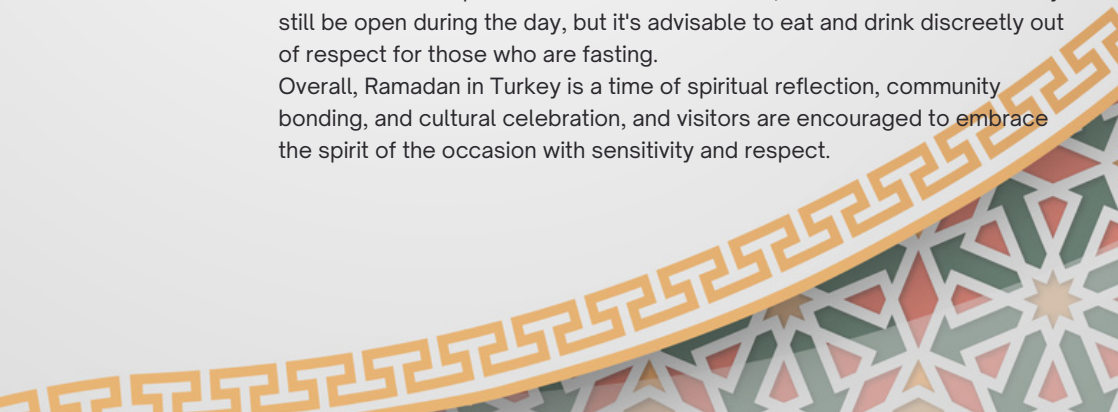 still be open during the day, but it's advisable to eat and drink discreetly out
of respect for those who are fasting.
Overall, Ramadan in Turkey is a time of spiritual reflection, community
bonding, and cultural celebration, and visitors are encouraged to embrace
the spirit of the occasion with sensitivity and respect.